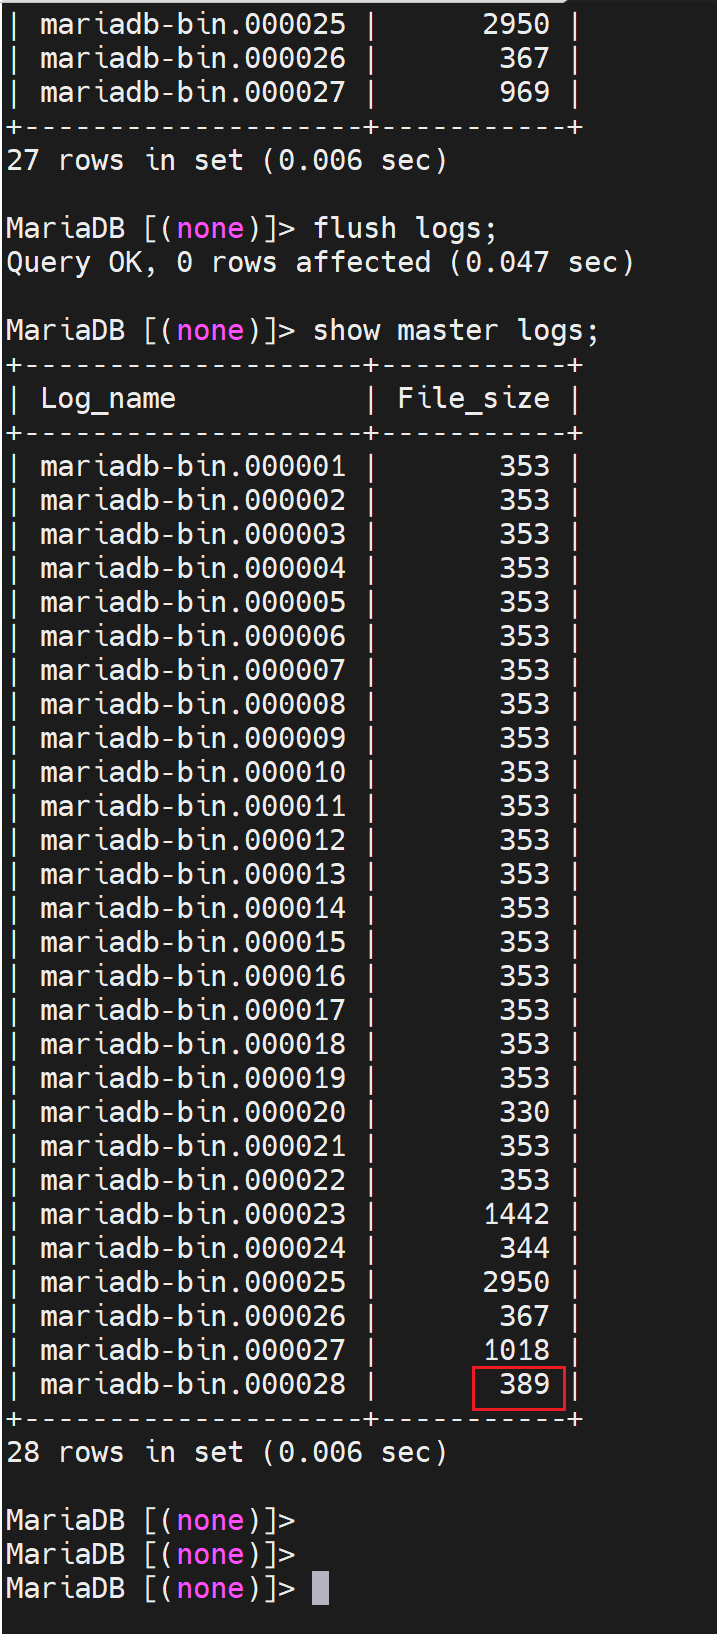 | mariadb-bin.000025 |      2950 |
| mariadb-bin.000026 |       367 |
| mariadb-bin.000027 |       969 |
+--------------------+-----------+
27 rows in set (0.006 sec)

MariaDB [(none)]> flush logs;
Query OK, 0 rows affected (0.047 sec)

MariaDB [(none)]> show master logs;
+--------------------+-----------+
| Log_name           | File_size |
+--------------------+-----------+
| mariadb-bin.000001 |       353 |
| mariadb-bin.000002 |       353 |
| mariadb-bin.000003 |       353 |
| mariadb-bin.000004 |       353 |
| mariadb-bin.000005 |       353 |
| mariadb-bin.000006 |       353 |
| mariadb-bin.000007 |       353 |
| mariadb-bin.000008 |       353 |
| mariadb-bin.000009 |       353 |
| mariadb-bin.000010 |       353 |
| mariadb-bin.000011 |       353 |
| mariadb-bin.000012 |       353 |
| mariadb-bin.000013 |       353 |
| mariadb-bin.000014 |       353 |
| mariadb-bin.000015 |       353 |
| mariadb-bin.000016 |       353 |
| mariadb-bin.000017 |       353 |
| mariadb-bin.000018 |       353 |
| mariadb-bin.000019 |       353 |
| mariadb-bin.000020 |       330 |
| mariadb-bin.000021 |       353 |
| mariadb-bin.000022 |       353 |
| mariadb-bin.000023 |      1442 |
| mariadb-bin.000024 |       344 |
| mariadb-bin.000025 |      2950 |
| mariadb-bin.000026 |       367 |
| mariadb-bin.000027 |      1018 |
| mariadb-bin.000028 |       389 |
+--------------------+-----------+
28 rows in set (0.006 sec)

MariaDB [(none)]>
MariaDB [(none)]>
MariaDB [(none)]>